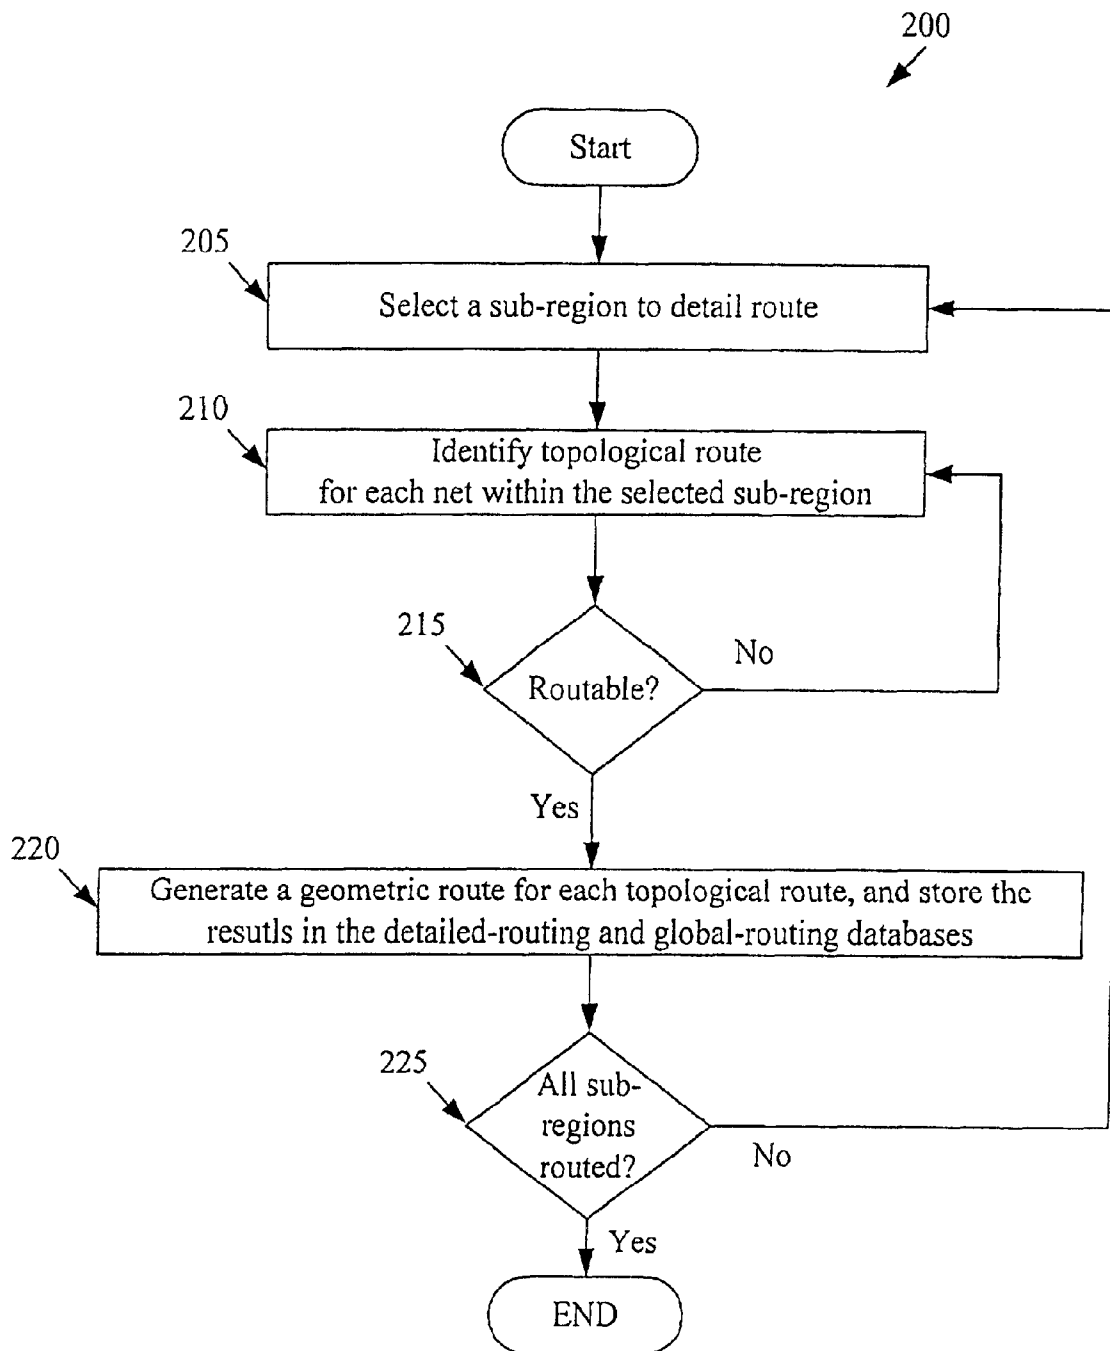 200
Start
205
Select a sub-region to detail route
210
Identify topological route
for each net within the selected sub-region
215
Routable?
No
Yes
220
Generate a geometric route for each topological route, and store the
resutls in the detailed-routing and global-routing databases
225
All sub-
regions
routed?
No
Yes
END